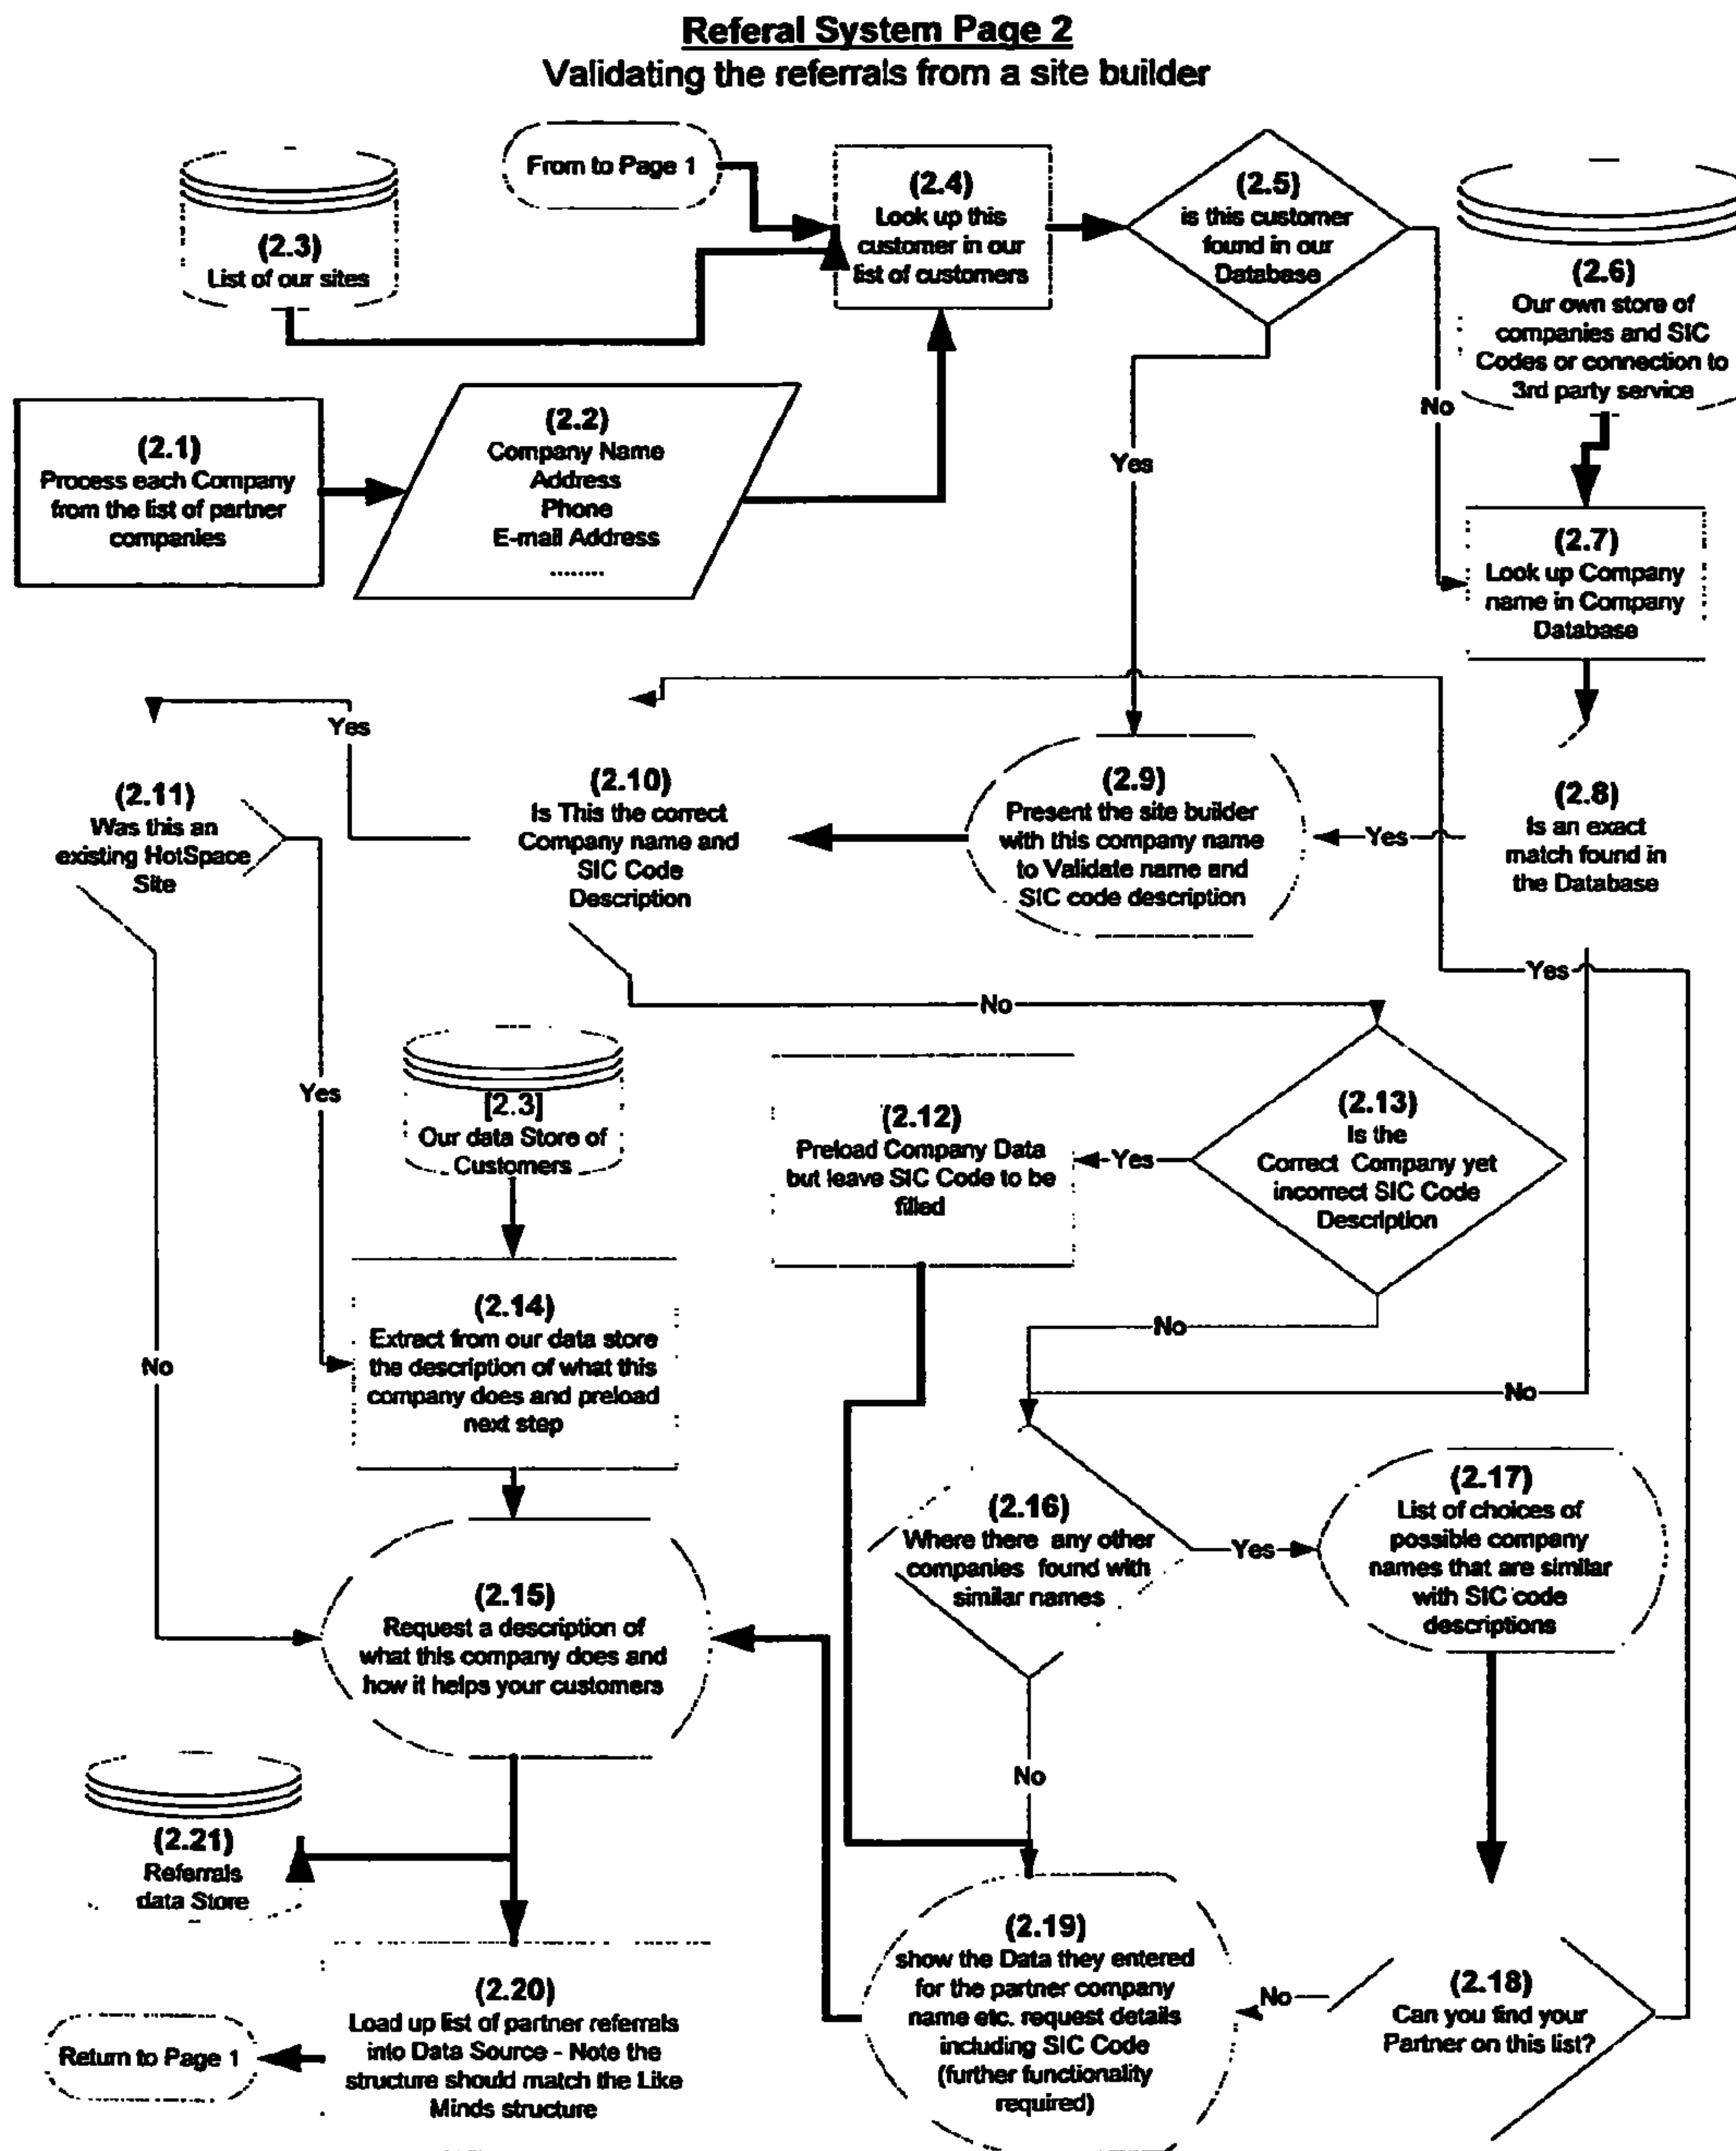 Referal System Page 2
Validating the referrals from a site builder
From to Page 1
(2.3)
List of our sites
(2.4)
Look up this
customer in our
list of customers
(2.5)
is this customer
found in our
Database
(2.6)
Our own store of
companies and SIC
Codes or connection to
3rd party service
No
Yes
(2.1)
Process each Company
from the list of partner
companies
(2.2)
Company Name
Address
Phone
E-mail Address
........
(2.7)
Look up Company
name in Company
Database
Yes
(2.11)
Was this an
existing HotSpace
Site
(2.10)
Is This the correct
Company name and
SIC Code
Description
(2.9)
Present the site builder
with this company name
to Validate name and
SIC code description
Yes
(2.8)
Is an exact
match found in
the Database
Yes
No
Yes
[2.3]
Our data Store of
Customers
(2.12)
Preload Company Data
but leave SIC Code to be
filled
Yes
(2.13)
Is the
Correct Company yet
incorrect SIC Code
Description
No
No
No
(2.14)
Extract from our data store
the description of what this
company does and preload
next step
(2.16)
Where there any other
companies found with
similar names
Yes
(2.17)
List of choices of
possible company
names that are similar
with SIC code
descriptions
(2.15)
Request a description of
what this company does and
how it helps your customers
No
(2.21)
Referrals
data Store
(2.19)
show the Data they entered
for the partner company
name etc. request details
including SIC Code
(further functionality
required)
No
(2.18)
Can you find your
Partner on this list?
(2.20)
Load up list of partner referrals
into Data Source - Note the
structure should match the Like
Minds structure
Return to Page 1